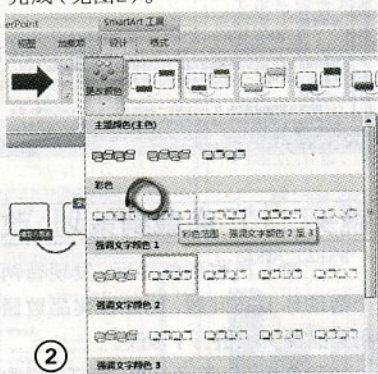 完成（见图2）。
erPoint
SmartArt 工具
视图 加载项 设计 格式
更改颜色
主题颜色(主色)
彩色
彩色范围 - 强调文字颜色 2 至 3
强调文字颜色 1
强调文字颜色 2
品数量
②
强调文字颜色 3